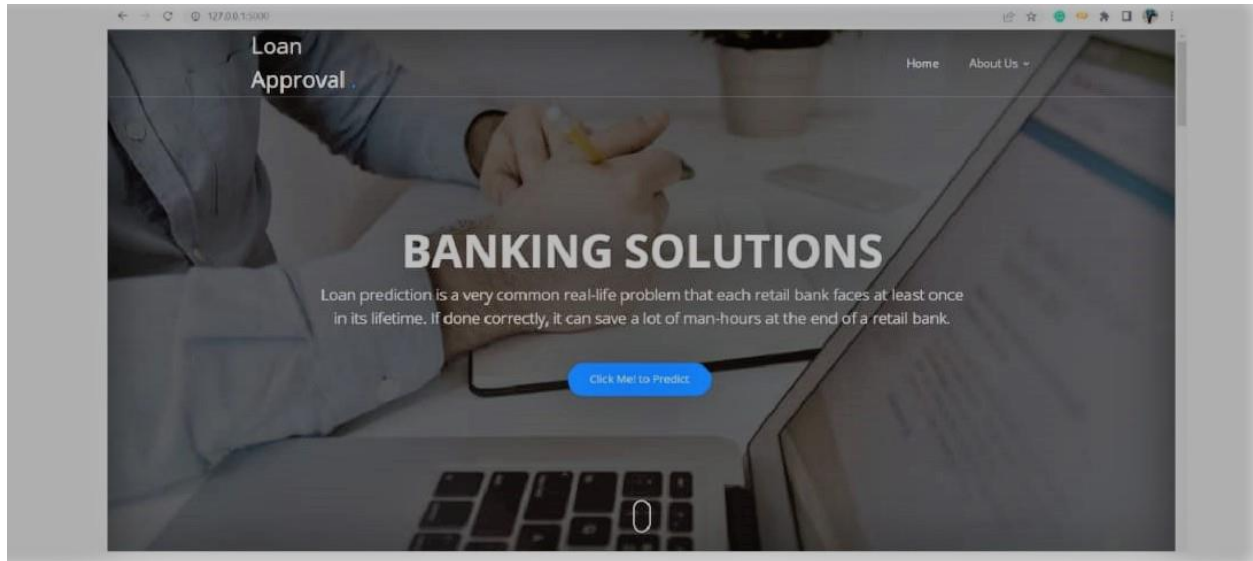 127.0.0.1:5000
Loan
Approval .
Home About Us
BANKING SOLUTIONS
Loan prediction is a very common real-life problem that each retail bank faces at least once
in its lifetime. If done correctly, it can save a lot of man-hours at the end of a retail bank.
Click Me! to Predict